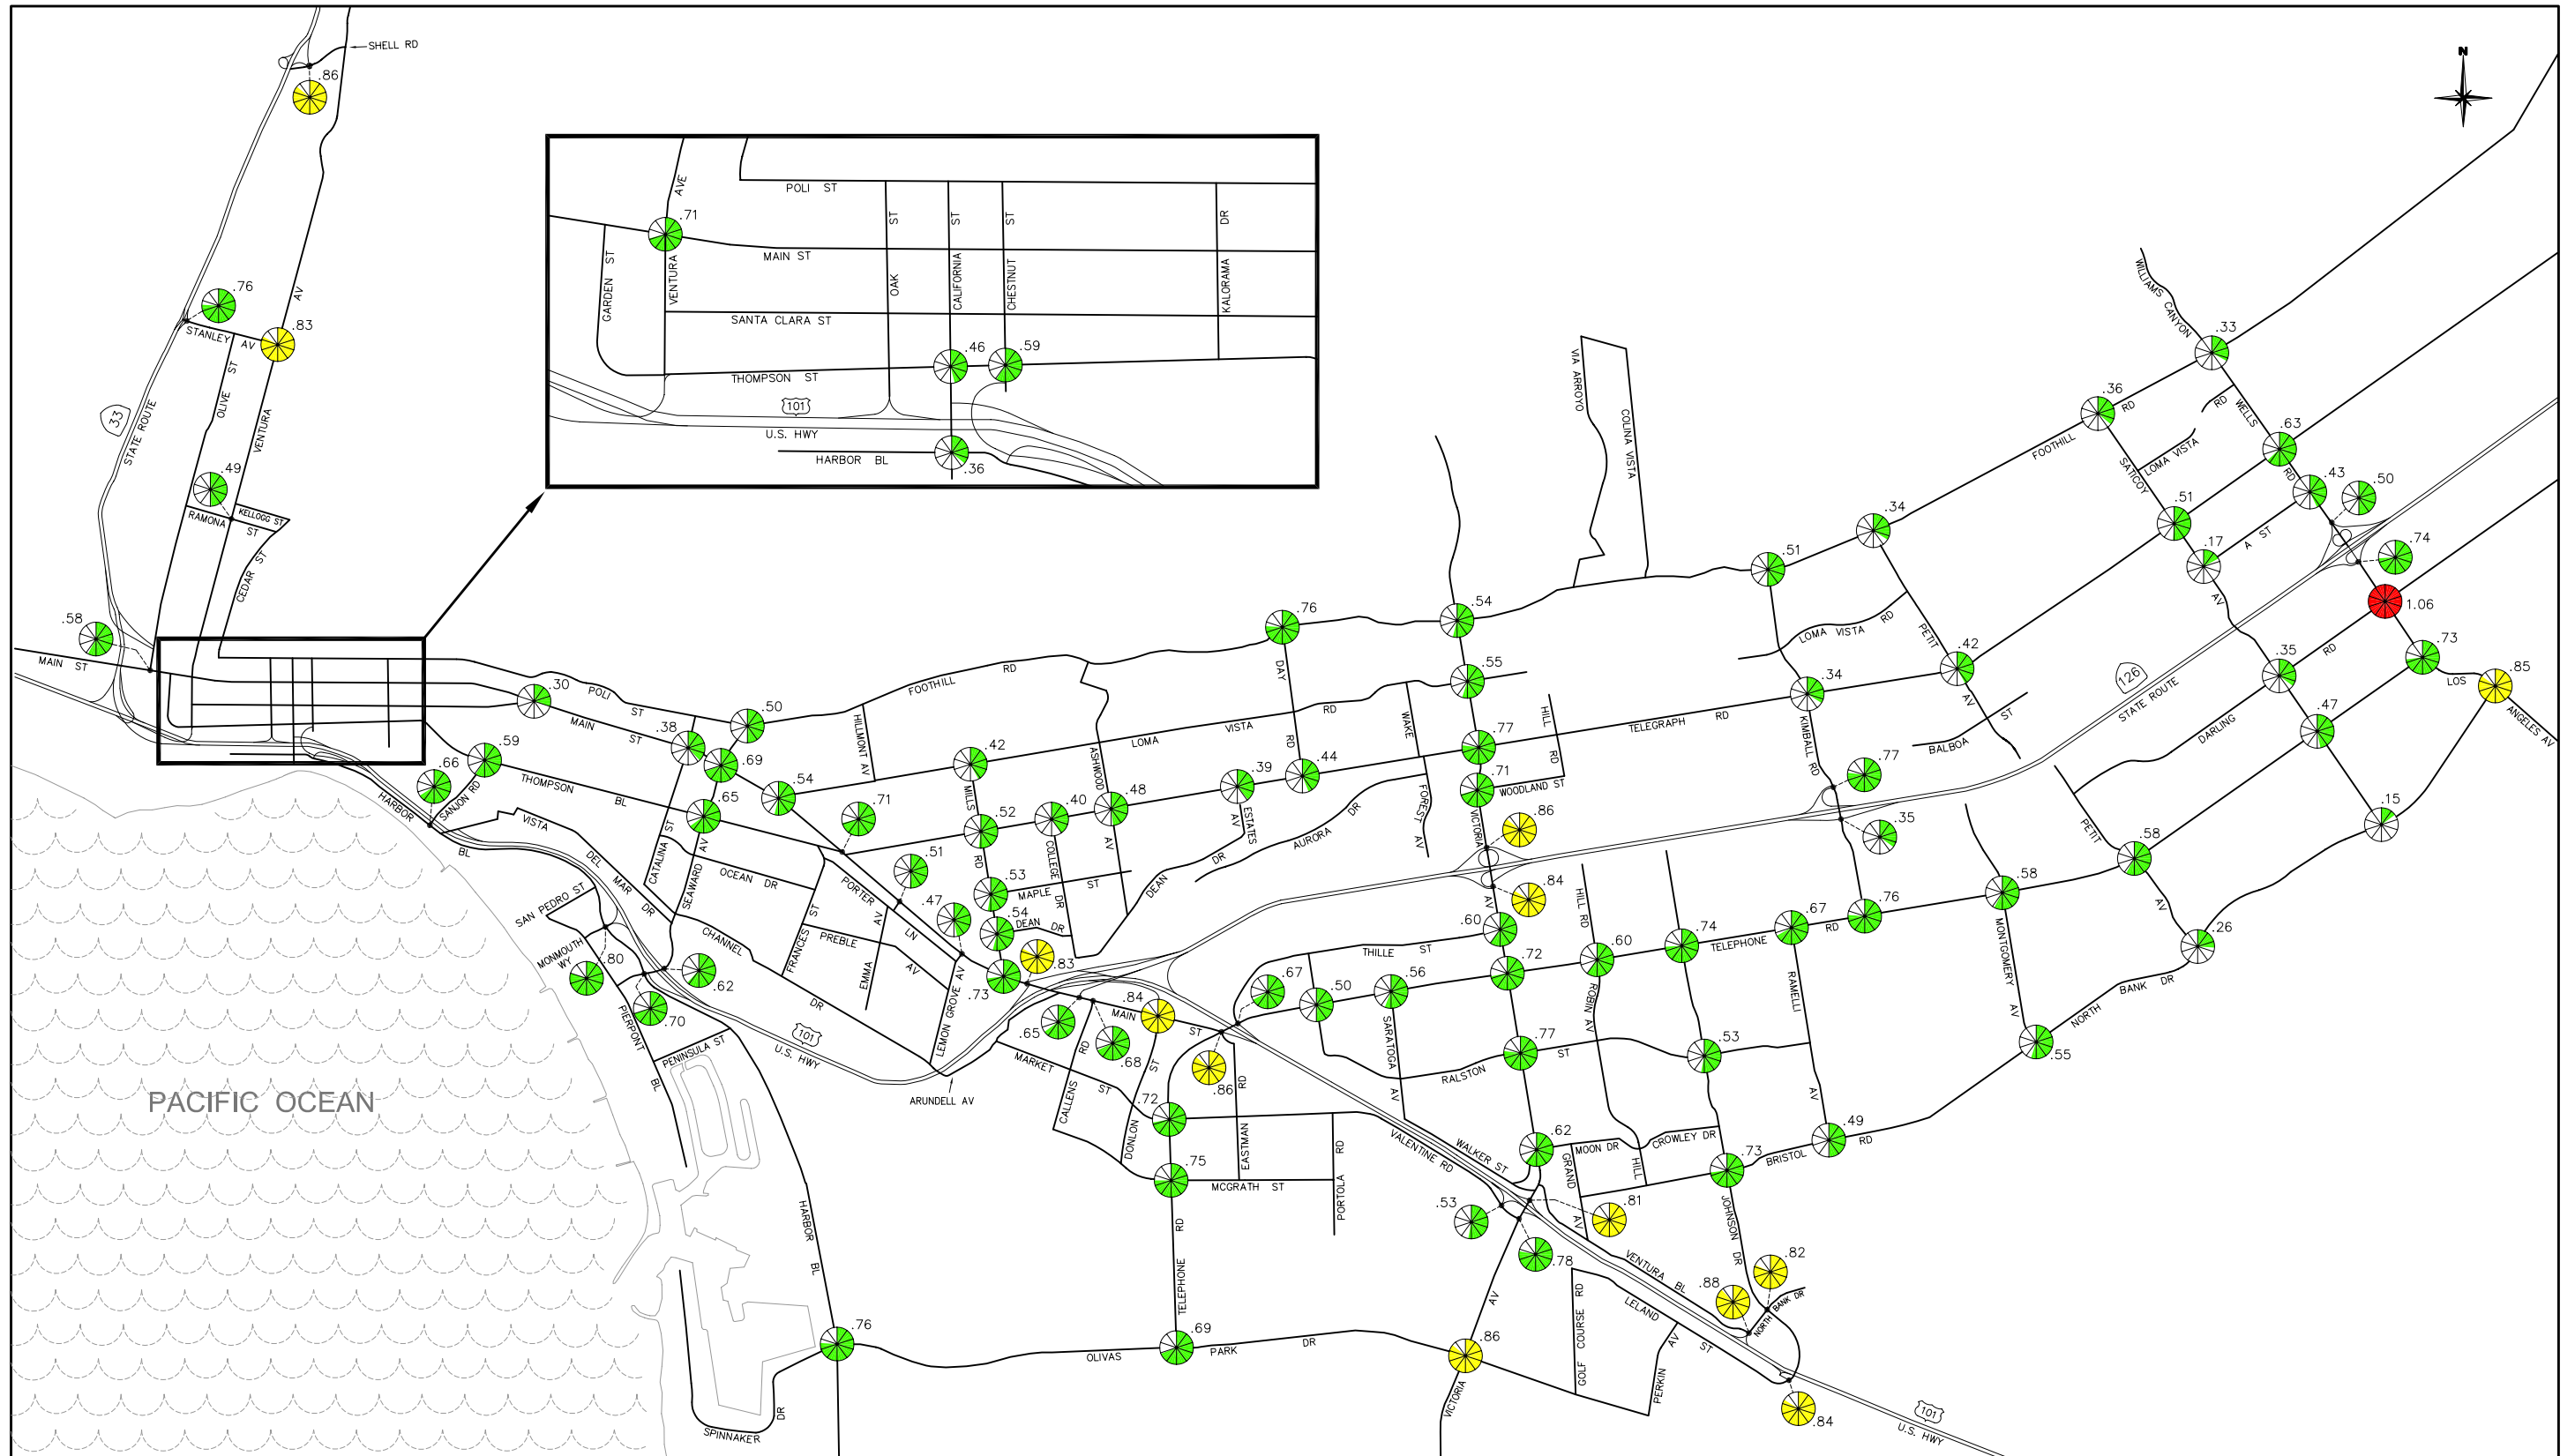 SHELL RD
N
.86
POLI ST
AVE
.71
GARDEN ST
VENTURA
MAIN ST
OAK ST
CALIFORNIA ST
CHESTNUT ST
KALORAMA DR
SANTA CLARA ST
.46
.59
THOMPSON ST
101
U.S. HWY
HARBOR BL
.36
.76
STANLEY AV
.83
AV
OLIVE ST
VENTURA
33
STATE ROUTE
.49
RAMONA ST
KELLOGG ST
CEDAR ST
.58
MAIN ST
WILLIAMS CANYON
.33
.36
RD
FOOTHILL
WELLS RD
LOMA VISTA RD
SATICOY AV
.63
.43
.50
.51
.17
A ST
.74
1.06
.73
.85
LOS ANGELES AV
VIA ARROYO
COLINA VISTA
.34
.51
.54
.76
LOMA VISTA RD
PETIT AV
.42
.35
DARLING RD
.47
.15
126
STATE ROUTE
.30
POLI ST
MAIN ST
.38
.50
.69
FOOTHILL RD
HILLMONT AV
DAY RD
.55
WAKE FOREST AV
HILL RD
TELEGRAPH RD
.34
KIMBALL RD
BALBOA ST
.59
.66
SANJON RD
THOMPSON BL
.65
.54
.71
.42
LOMA VISTA RD
ASHWOOD AV
.39
.44
.77
.71
WOODLAND ST
VICTORIA AV
.77
.35
PETIT AV
.58
HARBOR BL
VISTA DEL MAR DR
CATALINA ST
SEAWARD AV
OCEAN DR
MILLS RD
.52
.40
COLLEGE DR
.48
ESTATES AV
AURORA DR
.86
.84
.51
.47
.53
MAPLE ST
DEAN DR
.54
DEAN DR
PORTER LN
FRANCES ST
PREBLE AV
EMMA AV
CHANNEL DR
LEMON GROVE AV
SAN PEDRO ST
MONMOUTH WY
.80
.62
.70
PIERPONT BL
PENINSULA ST
101
U.S. HWY
.73
.83
.84
MAIN ST
.65
.68
.67
.50
.56
THILLE ST
.60
.72
HILL RD
.60
.74
TELEPHONE RD
.67
.76
.58
MONTGOMERY AV
.26
NORTH BANK DR
.55
PACIFIC OCEAN
ARUNDELL AV
MARKET ST
CALLENS RD
DONLON ST
.72
.86
EASTMAN RD
SARATOGA AV
RALSTON ST
.77
ROBIN AV
.53
RAMELLI AV
.49
.75
MCGRATH ST
PORTOLA RD
VALENTINE RD
WALKER ST
.62
MOON DR
CROWLEY DR
GRAND AV
HILL
.73
BRISTOL RD
.53
.81
.78
JOHNSON DR
HARBOR BL
TELEPHONE RD
VENTURA BL
.88
.82
NORTH BANK DR
.76
.69
OLIVAS PARK DR
AV
.86
VICTORIA
GOLF COURSE RD
LELAND ST
PERKIN AV
.84
101
U.S. HWY
SPINNAKER DR